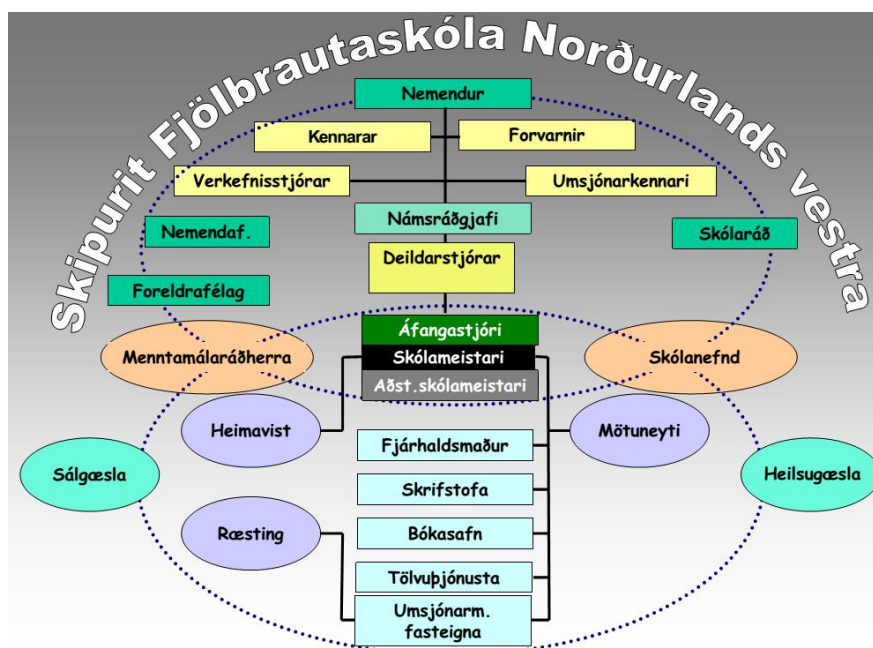 Skipurit Fjölbrautaskóla Norðurlands vestra
Nemendur
Kennarar
Forvarnir
Verkefnisstjórar
Umsjónarkennari
Námsráðgjafi
Nemendaf.
Skólaráð
Deildarstjórar
Foreldrafélag
Áfangastjóri
Menntamálaráðherra
Skólameistari
Skólanefnd
Aðst.skólameistari
Heimavist
Mötuneyti
Fjárhaldsmaður
Sálgæsla
Heilsugæsla
Skrifstofa
Ræsting
Bókasafn
Tölvuþjónusta
Umsjónarm.
fasteigna